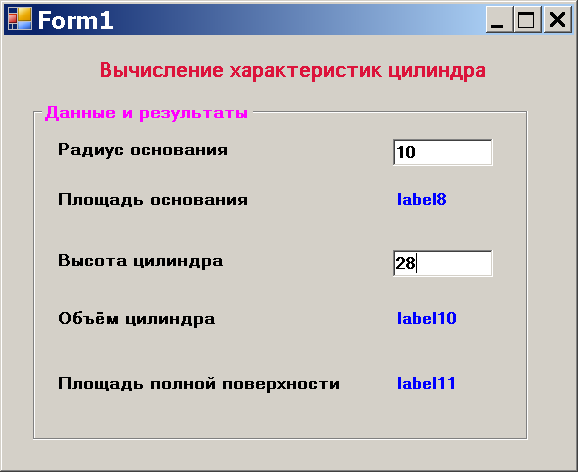 Form1
Вычисление характеристик цилиндра
Данные и результаты
Радиус основания 10
Площадь основания label8
Высота цилиндра 28
Объём цилиндра label10
Площадь полной поверхности label11